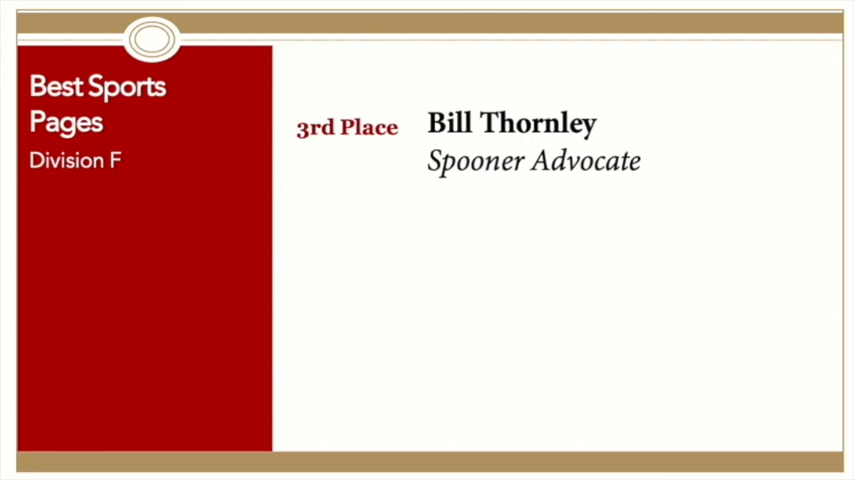 Best Sports
Pages
Division F
3rd Place
Bill Thornley
Spooner Advocate